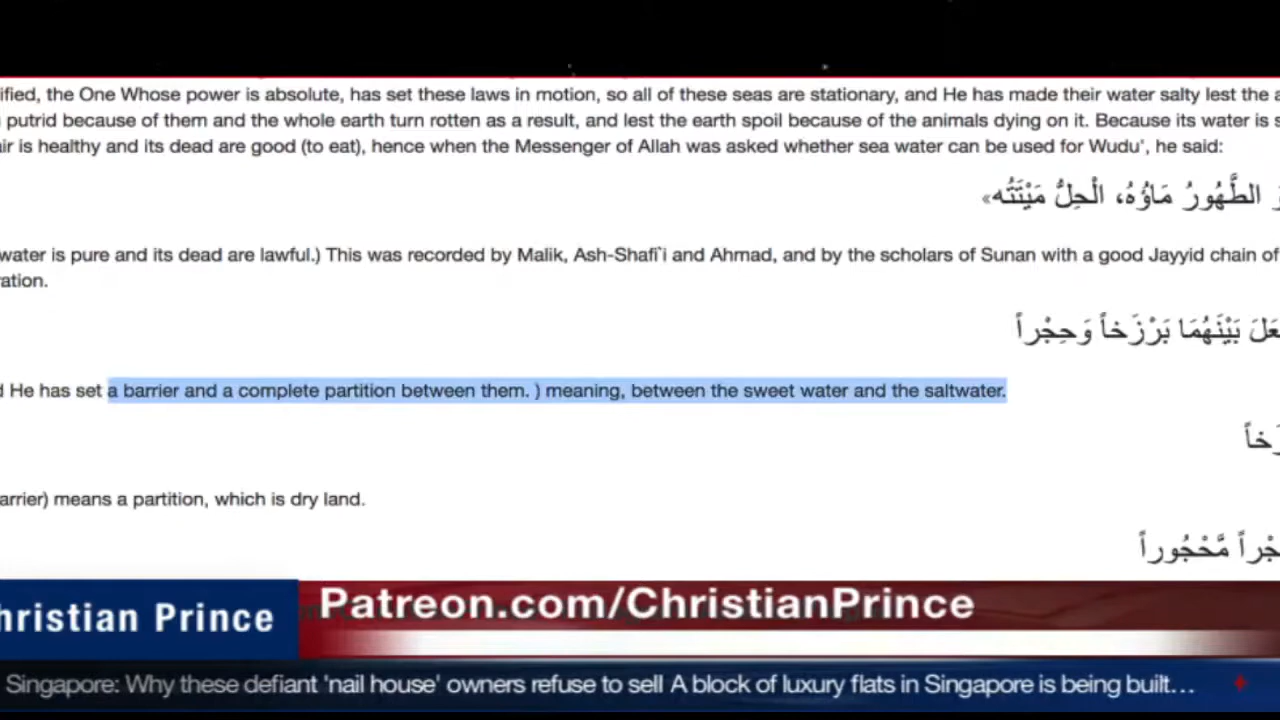 ified, the One Whose power is absolute, has set these laws in motion, so all of these seas are stationary, and He has made their water salty lest the a
putrid because of them and the whole earth turn rotten as a result, and lest the earth spoil because of the animals dying on it. Because its water is s
ir is healthy and its dead are good (to eat), hence when the Messenger of Allah was asked whether sea water can be used for Wudu', he said:
الطَّهُورُ مَاؤُهُ، الْحِلُّ مَيْتَتُه»
water is pure and its dead are lawful.) This was recorded by Malik, Ash-Shafi`i and Ahmad, and by the scholars of Sunan with a good Jayyid chain of
ation.
عَلَ بَيْنَهُمَا بَرْزَخاً وَحِجْراً
d He has set a barrier and a complete partition between them. ) meaning, between the sweet water and the saltwater.
زَخاً
arrier) means a partition, which is dry land.
جْراً مَّحْجُوراً
hristian Prince
Patreon.com/ChristianPrince
Singapore: Why these defiant 'nail house' owners refuse to sell A block of luxury flats in Singapore is being built…